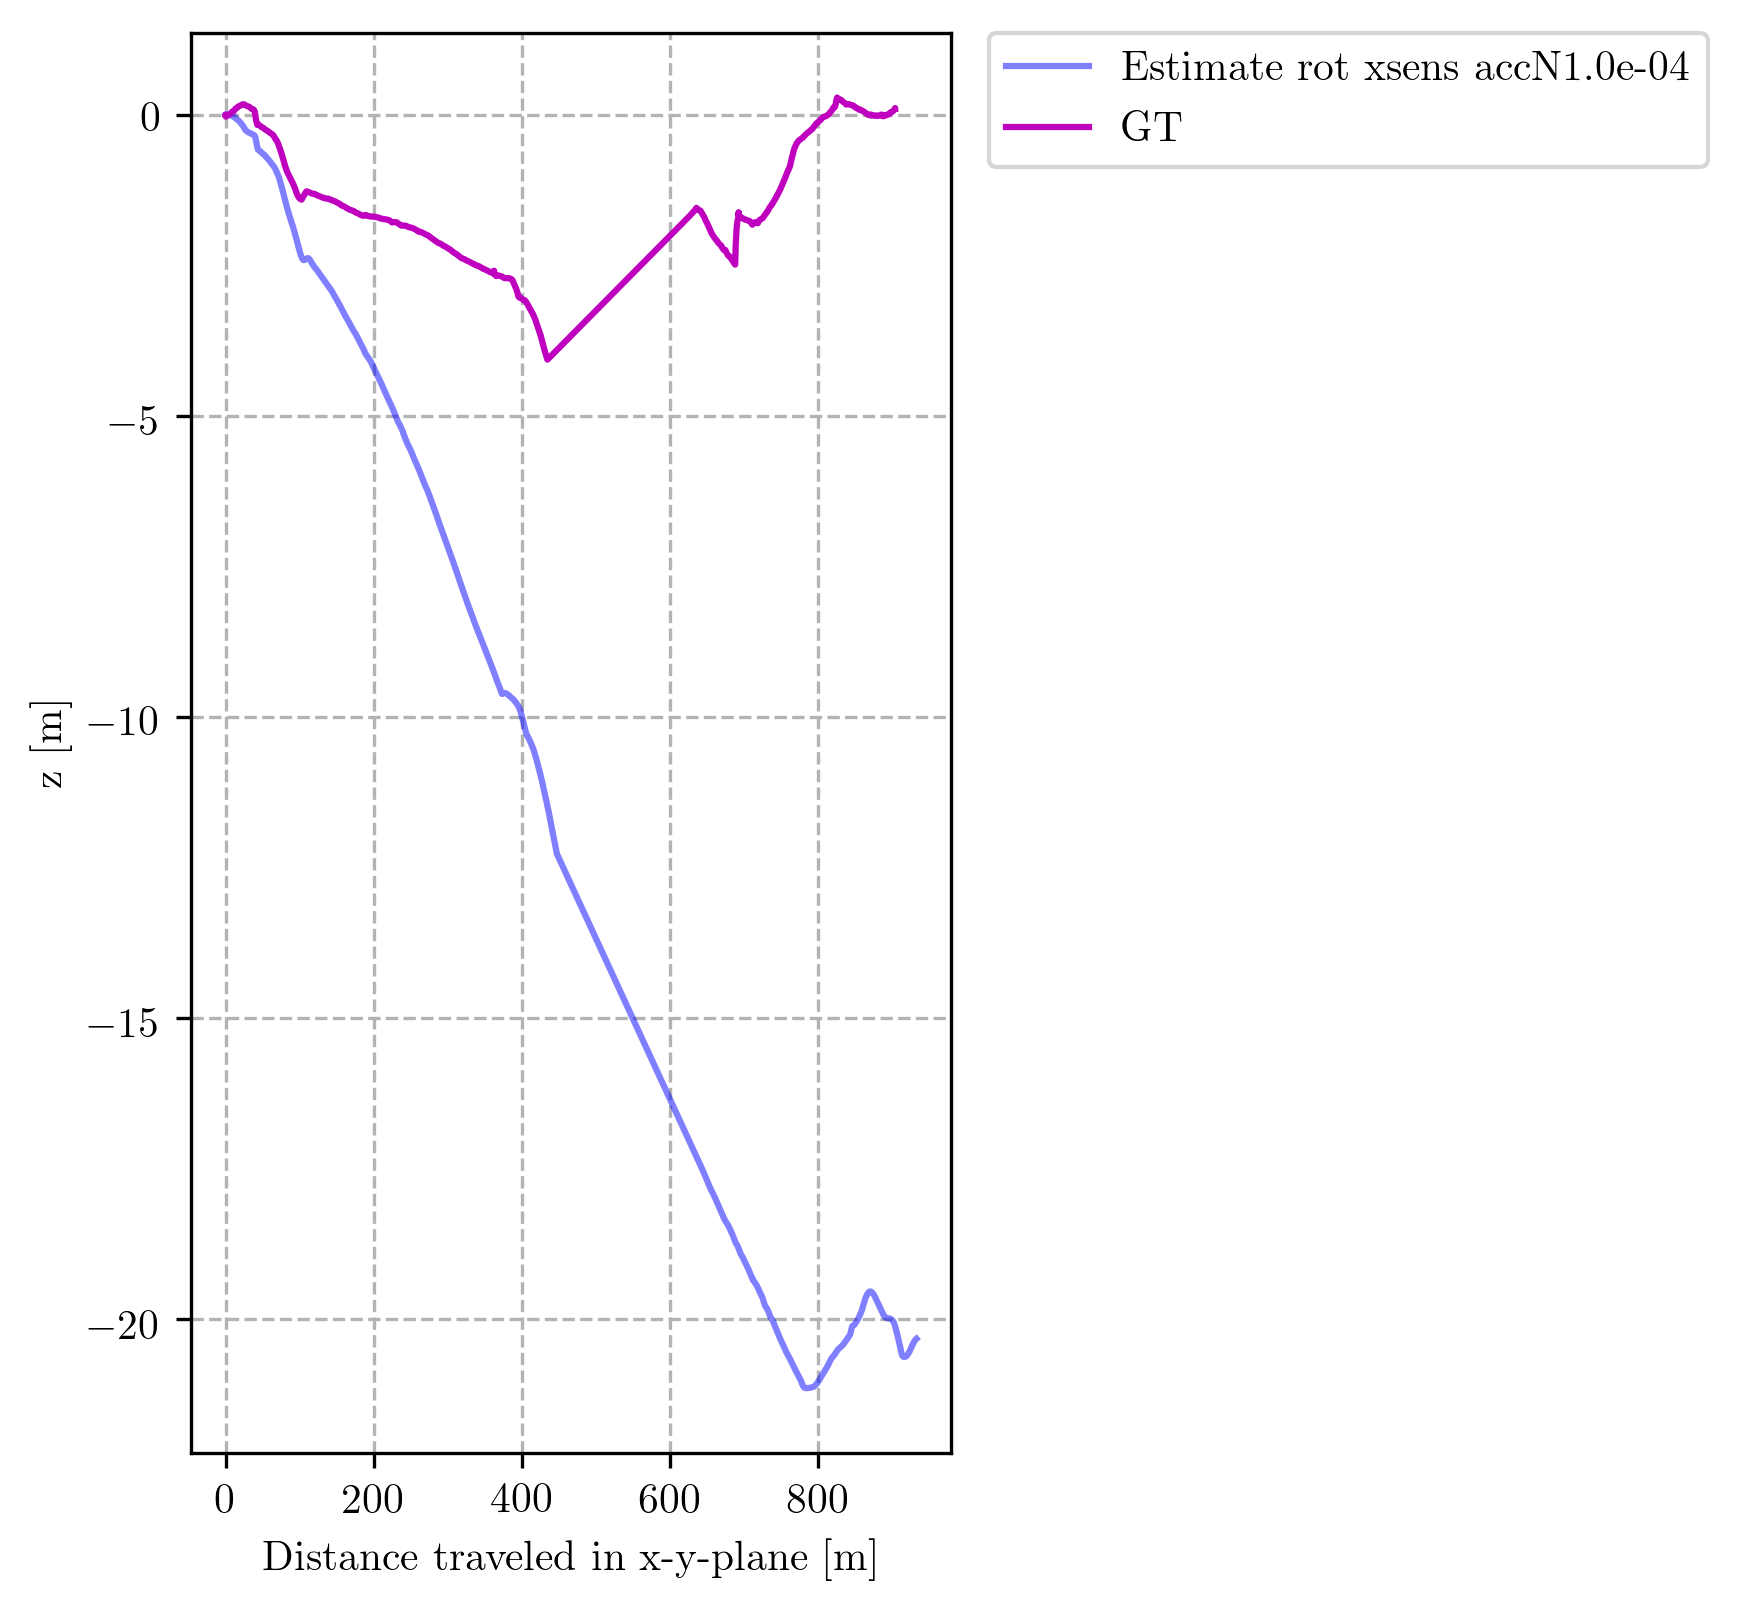 Estimate rot xsens accN1.0e-04
GT
0
−5
−10
−15
−20
z [m]
0 200 400 600 800
Distance traveled in x-y-plane [m]